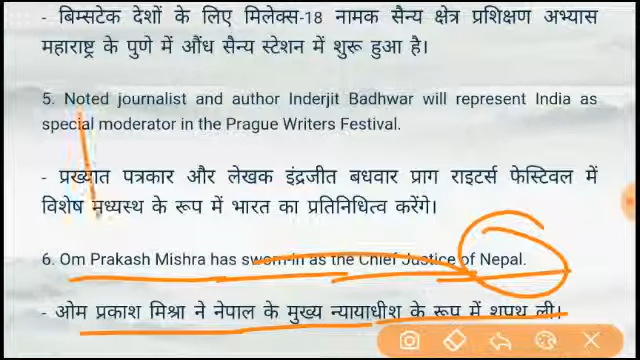 - बिम्सटेक देशों के लिए मिलेक्स-18 नामक सैन्य क्षेत्र प्रशिक्षण अभ्यास
महाराष्ट्र के पुणे में औंध सैन्य स्टेशन में शुरू हुआ है।
5. Noted journalist and author Inderjit Badhwar will represent India as
special moderator in the Prague Writers Festival.
- प्रख्यात पत्रकार और लेखक इंद्रजीत बधवार प्राग राइटर्स फेस्टिवल में
विशेष मध्यस्थ के रूप में भारत का प्रतिनिधित्व करेंगे।
6. Om Prakash Mishra has sworn-in as the Chief Justice of Nepal.
- ओम प्रकाश मिश्रा ने नेपाल के मुख्य न्यायाधीश के रूप में शपथ ली।